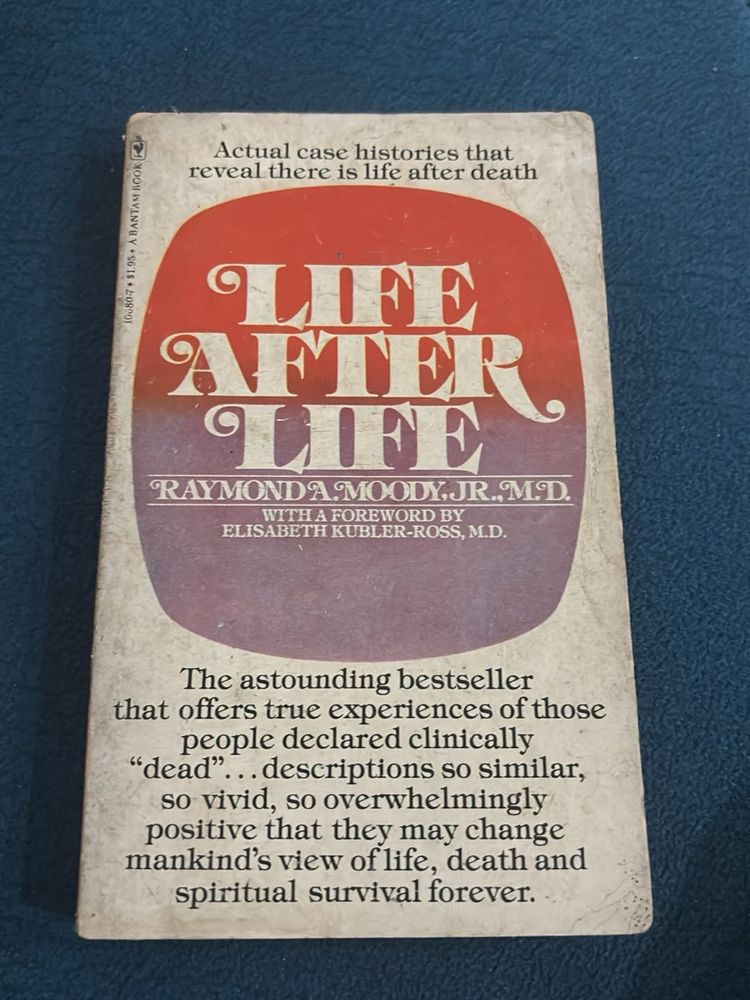 Actual case histories that
reveal there is life after death
LIFE
AFTER
LIFE
RAYMOND A. MOODY, JR., M.D.
WITH A FOREWORD BY
ELISABETH KUBLER-ROSS, M.D.
The astounding bestseller
that offers true experiences of those
people declared clinically
“dead”...descriptions so similar,
so vivid, so overwhelmingly
positive that they may change
mankind's view of life, death and
spiritual survival forever.
$1.95 • A BANTAM BOOK